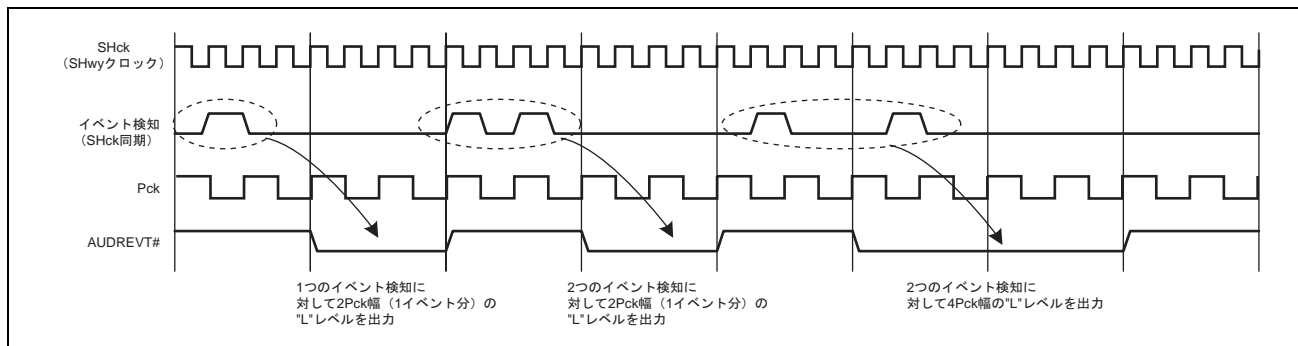 SHck
（SHwyクロック）
イベント検知
（SHck同期）
Pck
AUDREVT#
1つのイベント検知に
対して2Pck幅（1イベント分）の
"L"レベルを出力
2つのイベント検知に
対して2Pck幅（1イベント分）の
"L"レベルを出力
2つのイベント検知に
対して4Pck幅の"L"レベルを出力